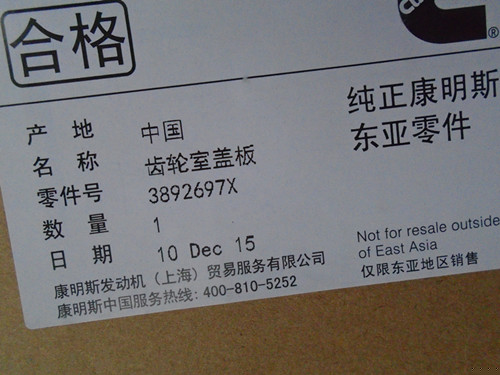 合格
®
纯正康明斯
东亚零件
产 地 中国
名 称 齿轮室盖板
零件号 3892697X
数 量 1
日 期 10 Dec 15
康明斯发动机（上海）贸易服务有限公司
康明斯中国服务热线: 400-810-5252
Not for resale outside
of East Asia
仅限东亚地区销售